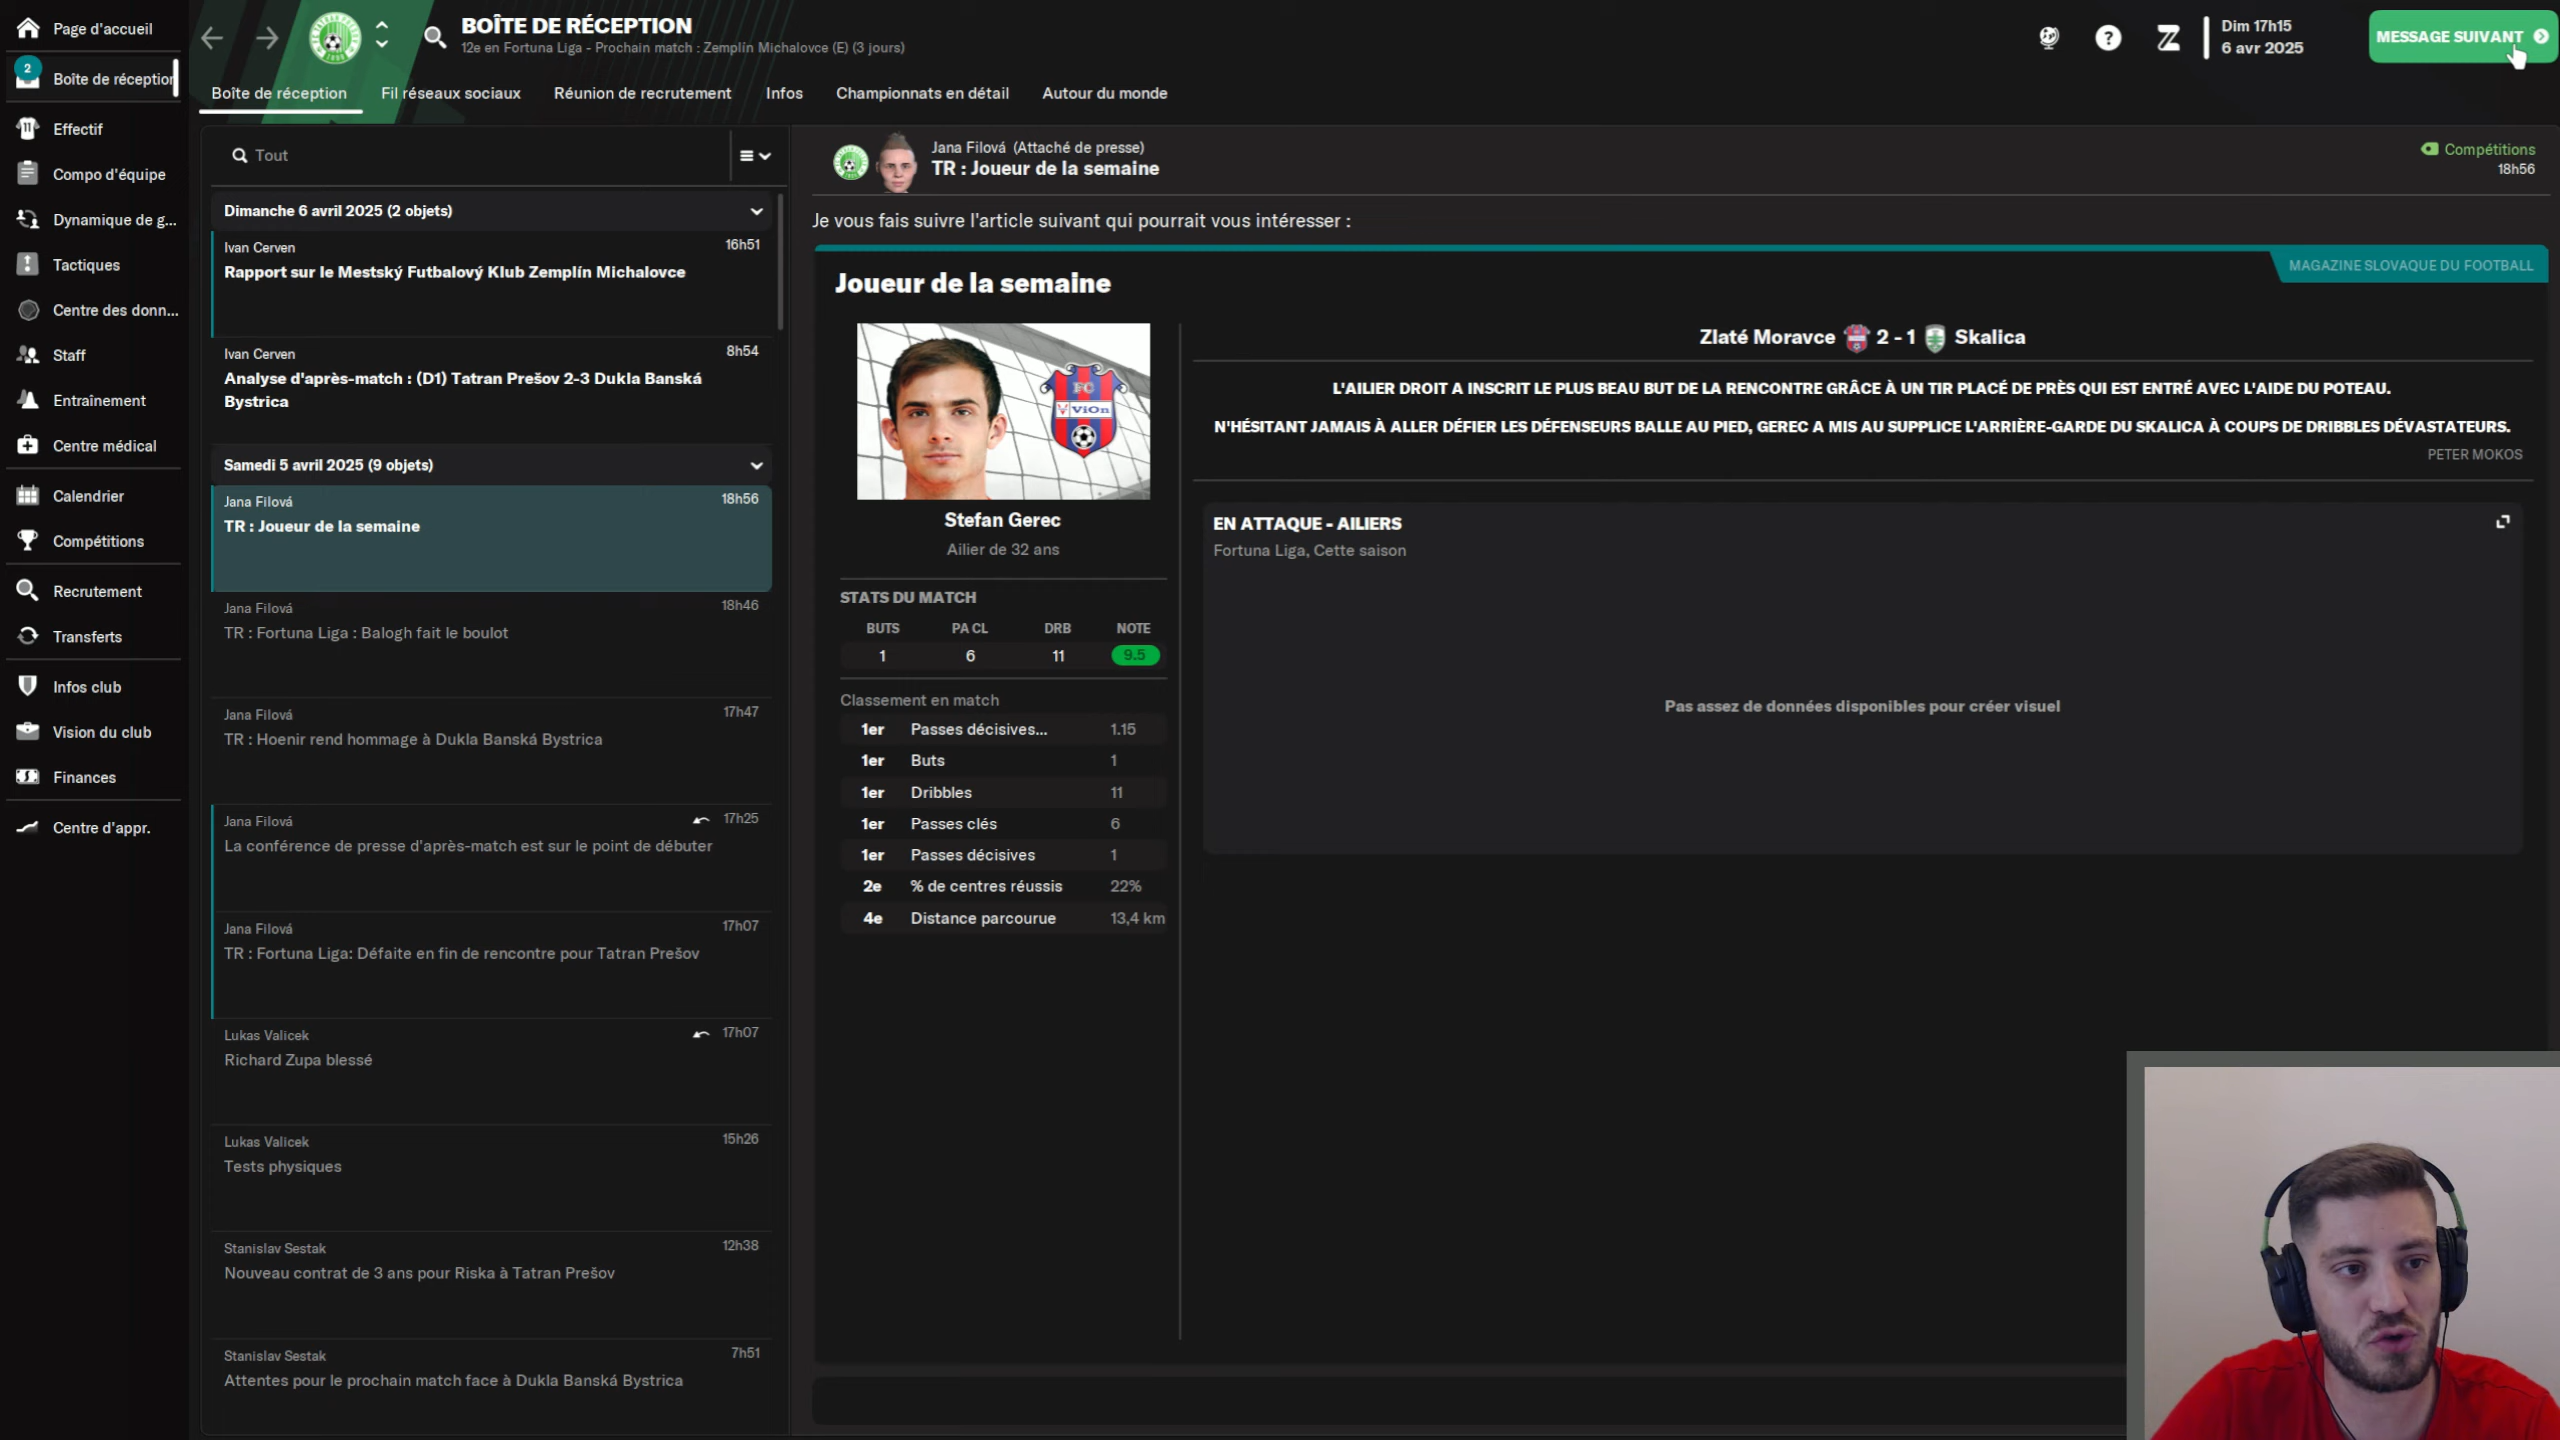 Page d'accueil
2
Boîte de réception
Effectif
Compo d'équipe
Dynamique de g...
Tactiques
Centre des donn...
Staff
Entraînement
Centre médical
Calendrier
Compétitions
Recrutement
Transferts
Infos club
Vision du club
Finances
Centre d'appr.
BOÎTE DE RÉCEPTION
12e en Fortuna Liga - Prochain match : Zemplín Michalovce (E) (3 jours)
Dim 17h15
6 avr 2025
MESSAGE SUIVANT
Boîte de réception
Fil réseaux sociaux
Réunion de recrutement
Infos
Championnats en détail
Autour du monde
Tout
Dimanche 6 avril 2025 (2 objets)
Ivan Cerven 16h51
Rapport sur le Mestský Futbalový Klub Zemplín Michalovce
Ivan Cerven 8h54
Analyse d'après-match : (D1) Tatran Prešov 2-3 Dukla Banská
Bystrica
Samedi 5 avril 2025 (9 objets)
Jana Filová 18h56
TR : Joueur de la semaine
Jana Filová 18h46
TR : Fortuna Liga : Balogh fait le boulot
Jana Filová 17h47
TR : Hoenir rend hommage à Dukla Banská Bystrica
Jana Filová 17h25
La conférence de presse d'après-match est sur le point de débuter
Jana Filová 17h07
TR : Fortuna Liga: Défaite en fin de rencontre pour Tatran Prešov
Lukas Valicek 17h07
Richard Zupa blessé
Lukas Valicek 15h26
Tests physiques
Stanislav Sestak 12h38
Nouveau contrat de 3 ans pour Riska à Tatran Prešov
Stanislav Sestak 7h51
Attentes pour le prochain match face à Dukla Banská Bystrica
Jana Filová (Attaché de presse)
TR : Joueur de la semaine
Compétitions
18h56
Je vous fais suivre l'article suivant qui pourrait vous intéresser :
MAGAZINE SLOVAQUE DU FOOTBALL
Joueur de la semaine
FC
ViOn
Stefan Gerec
Ailier de 32 ans
STATS DU MATCH
BUTS PA CL DRB NOTE
1 6 11 9.5
Classement en match
1er Passes décisives... 1.15
1er Buts 1
1er Dribbles 11
1er Passes clés 6
1er Passes décisives 1
2e % de centres réussis 22%
4e Distance parcourue 13,4 km
Zlaté Moravce 2 - 1 Skalica
L'AILIER DROIT A INSCRIT LE PLUS BEAU BUT DE LA RENCONTRE GRÂCE À UN TIR PLACÉ DE PRÈS QUI EST ENTRÉ AVEC L'AIDE DU POTEAU.
N'HÉSITANT JAMAIS À ALLER DÉFIER LES DÉFENSEURS BALLE AU PIED, GEREC A MIS AU SUPPLICE L'ARRIÈRE-GARDE DU SKALICA À COUPS DE DRIBBLES DÉVASTATEURS.
PETER MOKOS
EN ATTAQUE - AILIERS
Fortuna Liga, Cette saison
Pas assez de données disponibles pour créer visuel